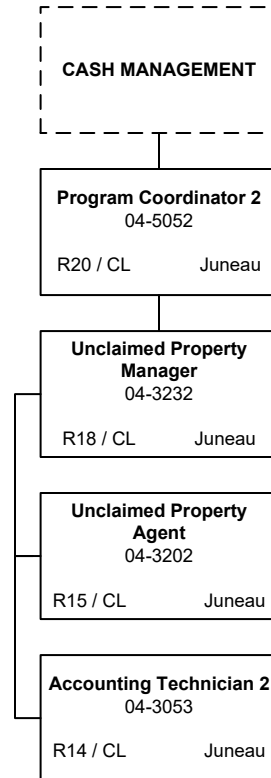 CASH MANAGEMENT
Program Coordinator 2
04-5052
R20 / CL Juneau
Unclaimed Property
Manager
04-3232
R18 / CL Juneau
Unclaimed Property
Agent
04-3202
R15 / CL Juneau
Accounting Technician 2
04-3053
R14 / CL Juneau